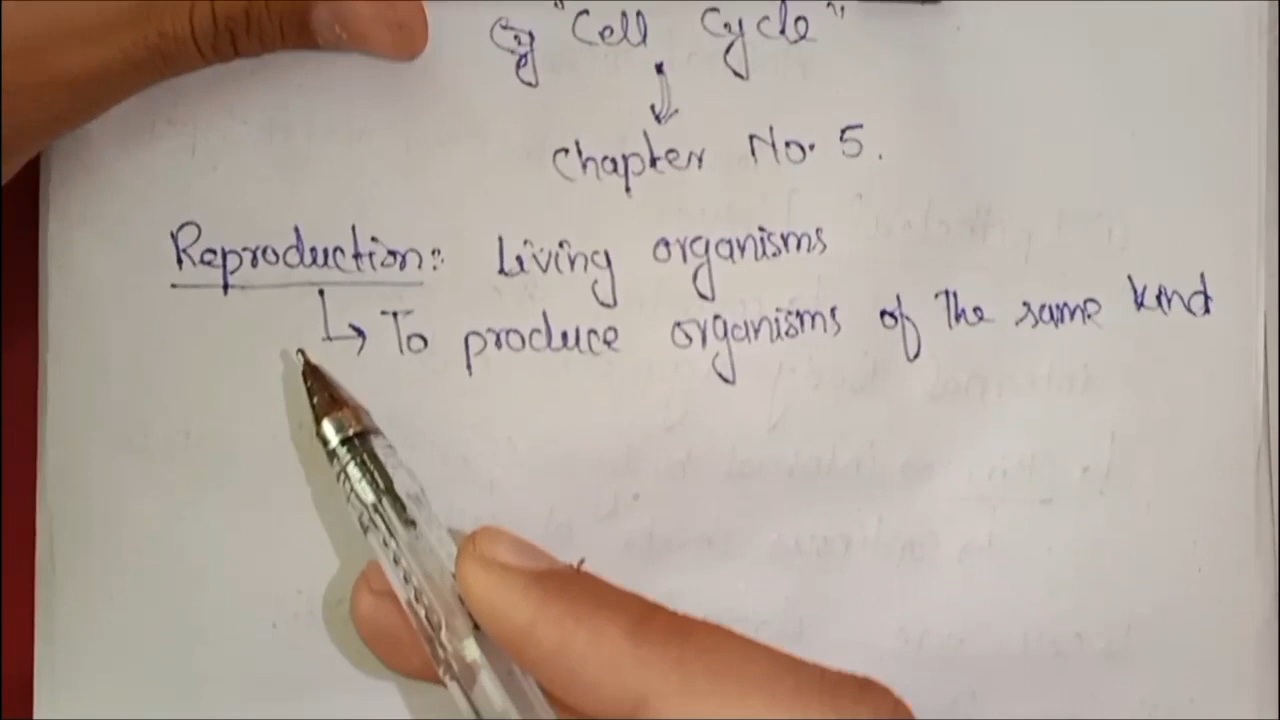 "Cell Cycle"
Chapter No. 5.
Reproduction: Living organisms
↳ To produce organisms of the same kind